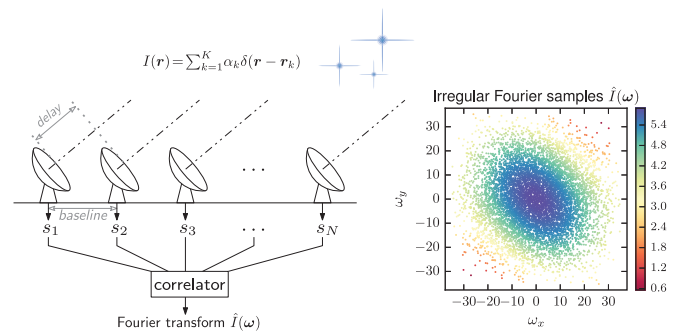 I(r)=∑_{k=1}^{K} α_k δ(r − r_k)
delay
baseline
s_1 s_2 s_3 ... s_N
...
correlator
Fourier transform Î(ω)
Irregular Fourier samples Î(ω)
ω_y
30
20
10
0
−10
−20
−30
−30 −20 −10 0 10 20 30
ω_x
5.4
4.8
4.2
3.6
3.0
2.4
1.8
1.2
0.6